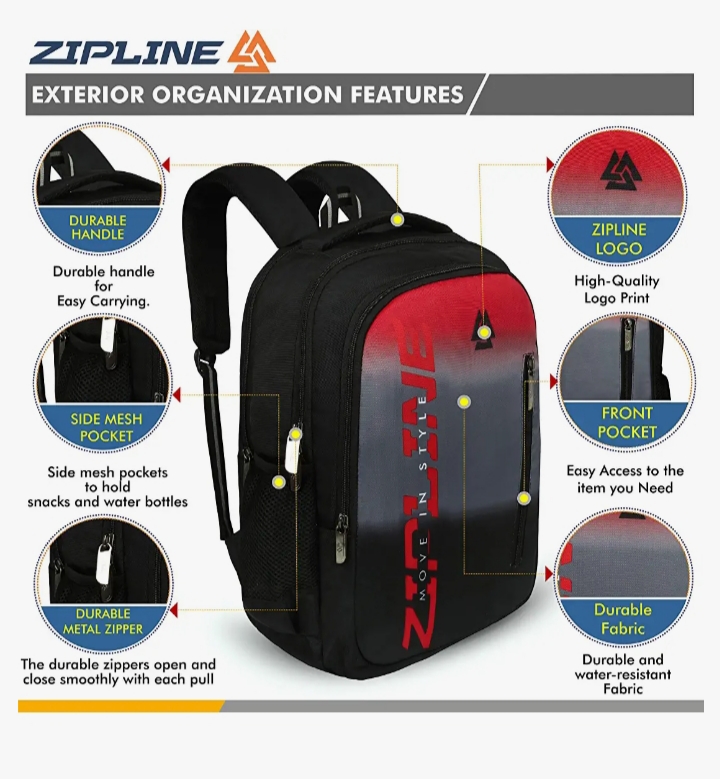 ZIPLINE
EXTERIOR ORGANIZATION FEATURES
DURABLE
HANDLE
Durable handle
for
Easy Carrying.
ZIPLINE
LOGO
High-Quality
Logo Print
SIDE MESH
POCKET
Side mesh pockets
to hold
snacks and water bottles
FRONT
POCKET
Easy Access to the
item you Need
DURABLE
METAL ZIPPER
The durable zippers open and
close smoothly with each pull
Durable
Fabric
Durable and
water-resistant
Fabric
ZIPLINE
MOVE IN STYLE